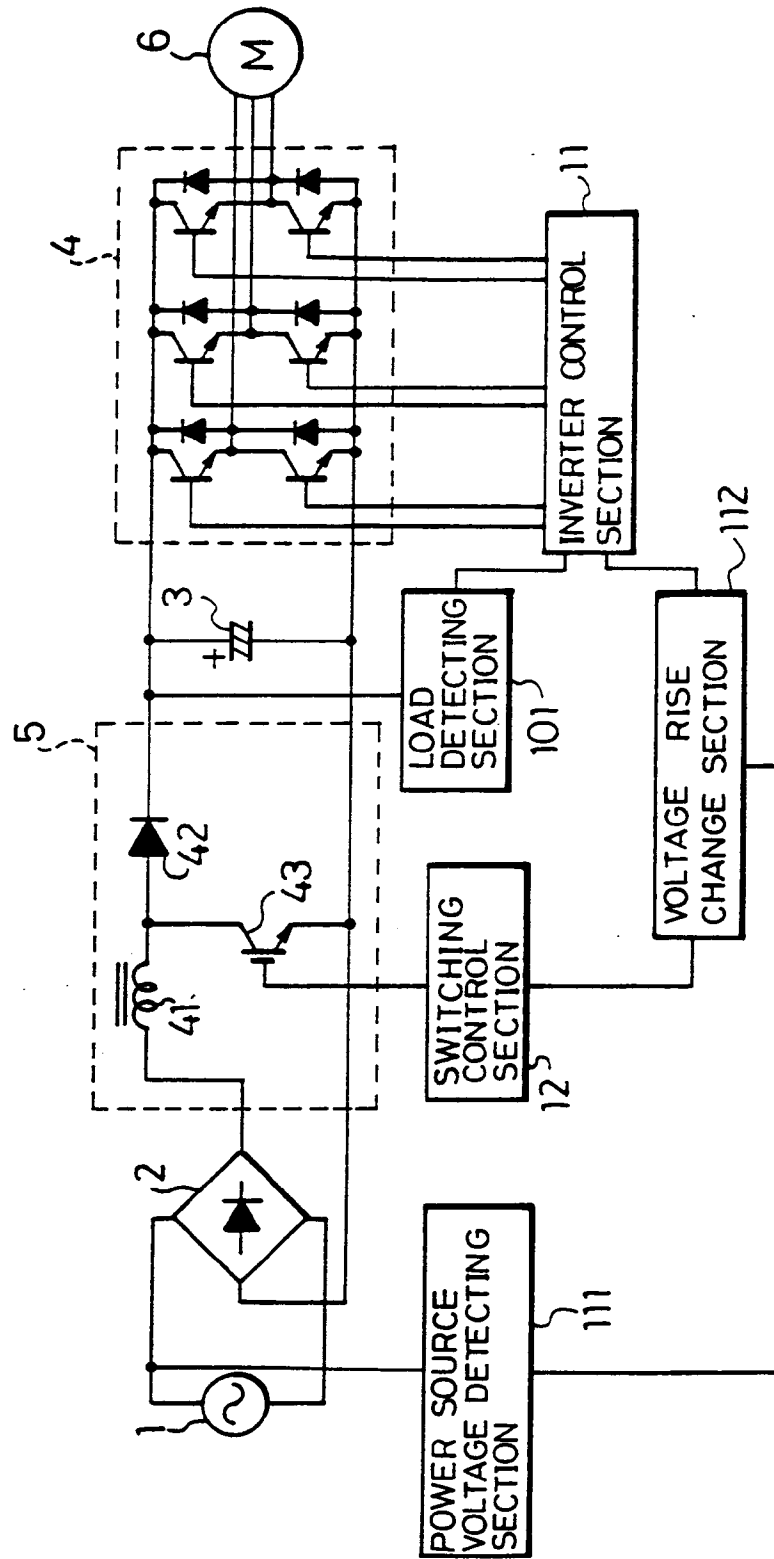 1
2
5
41
42
43
3
4
6
M
POWER SOURCE
VOLTAGE DETECTING
SECTION
111
SWITCHING
CONTROL
SECTION
12
LOAD
DETECTING
SECTION
101
INVERTER CONTROL
SECTION
11
VOLTAGE RISE
CHANGE SECTION
112
+